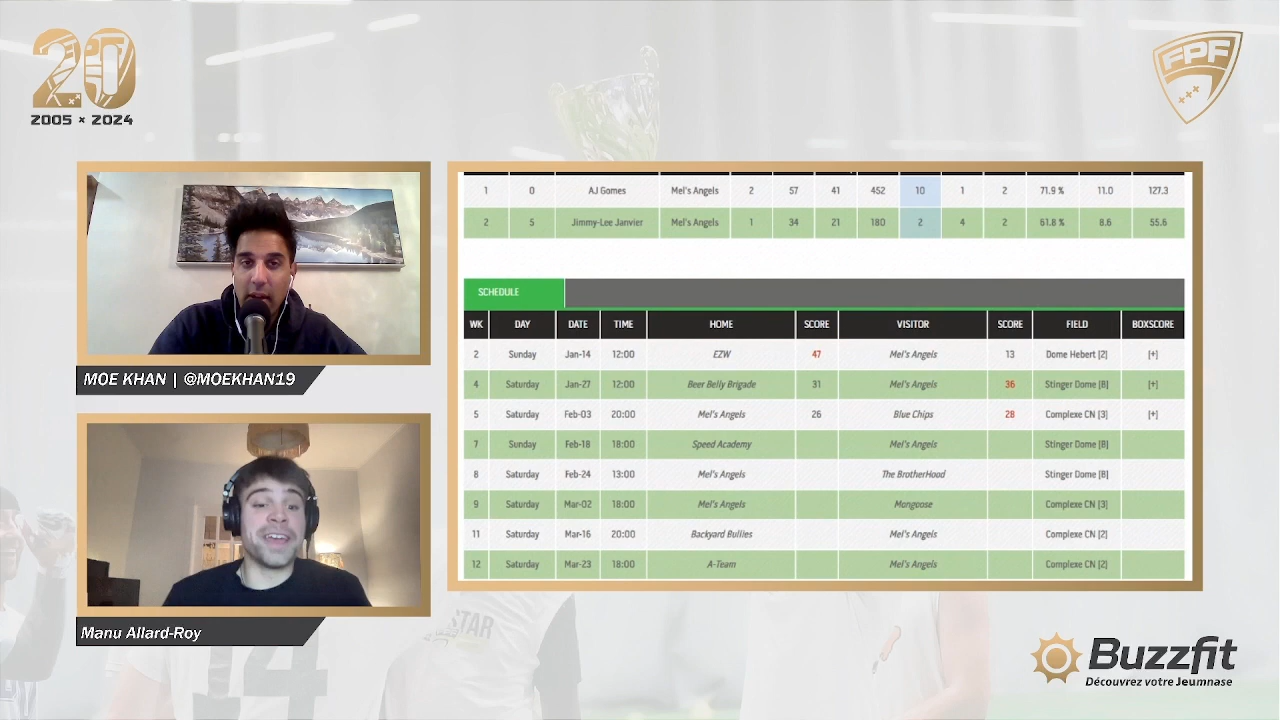 20
2005 × 2024
FPF
1 0 AJ Gomes Mel's Angels 2 57 41 452 10 1 2 71.9 % 11.0 127.3
2 5 Jimmy-Lee Janvier Mel's Angels 1 34 21 180 2 4 2 61.8 % 8.6 55.6
SCHEDULE
WK DAY DATE TIME HOME SCORE VISITOR SCORE FIELD BOXSCORE
2 Sunday Jan-14 12:00 EZW 47 Mel's Angels 13 Dome Hebert [2] [+]
4 Saturday Jan-27 12:00 Beer Belly Brigade 31 Mel's Angels 36 Stinger Dome [B] [+]
5 Saturday Feb-03 20:00 Mel's Angels 26 Blue Chips 28 Complexe CN [3] [+]
7 Sunday Feb-18 18:00 Speed Academy Mel's Angels Stinger Dome [B]
8 Saturday Feb-24 13:00 Mel's Angels The BrotherHood Stinger Dome [B]
9 Saturday Mar-02 18:00 Mel's Angels Mongoose Complexe CN [3]
11 Saturday Mar-16 20:00 Backyard Bullies Mel's Angels Complexe CN [2]
12 Saturday Mar-23 18:00 A-Team Mel's Angels Complexe CN [2]
MOE KHAN | @MOEKHAN19
Manu Allard-Roy
STAR
14
Buzzfit
Découvrez votre Jeumnase